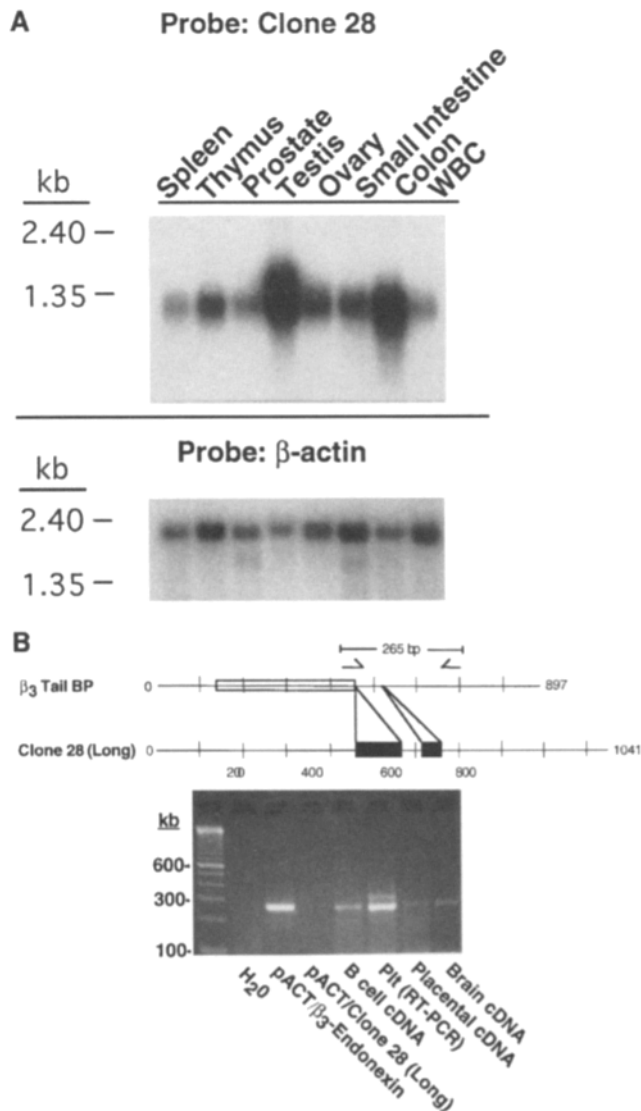 A
Probe: Clone 28
Spleen
Thymus
Prostate
Testis
Ovary
Small Intestine
Colon
WBC
kb
2.40
1.35
Probe: β-actin
kb
2.40
1.35
B
265 bp
β3 Tail BP 0 897
Clone 28 (Long) 0 1041
200 400 600 800
kb
600-
300-
100-
H20
pACT/β3-Endonexin
pACT/Clone 28 (Long)
B cell cDNA
Plt (RT-PCR)
Placental cDNA
Brain cDNA